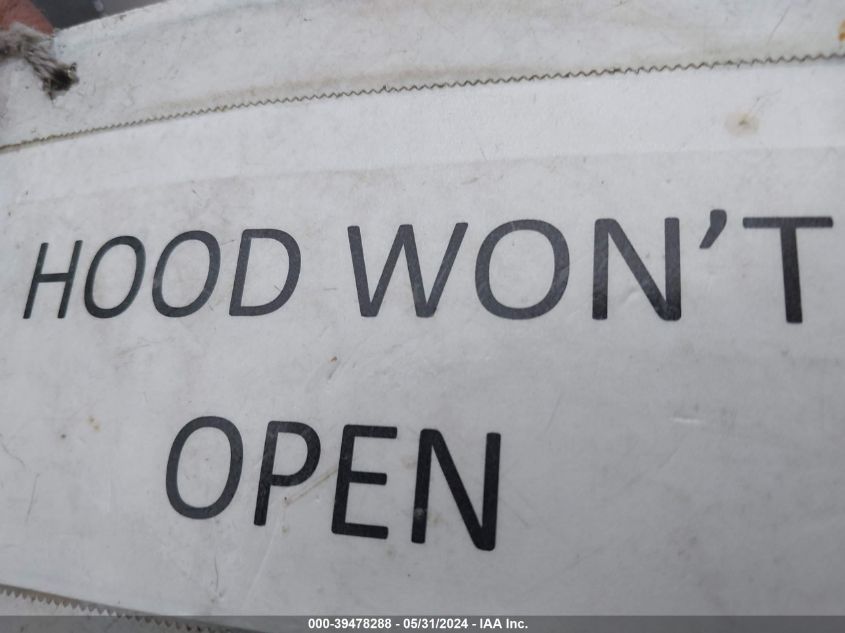 HOOD WON'T
OPEN
000-39478288 - 05/31/2024 - IAA Inc.